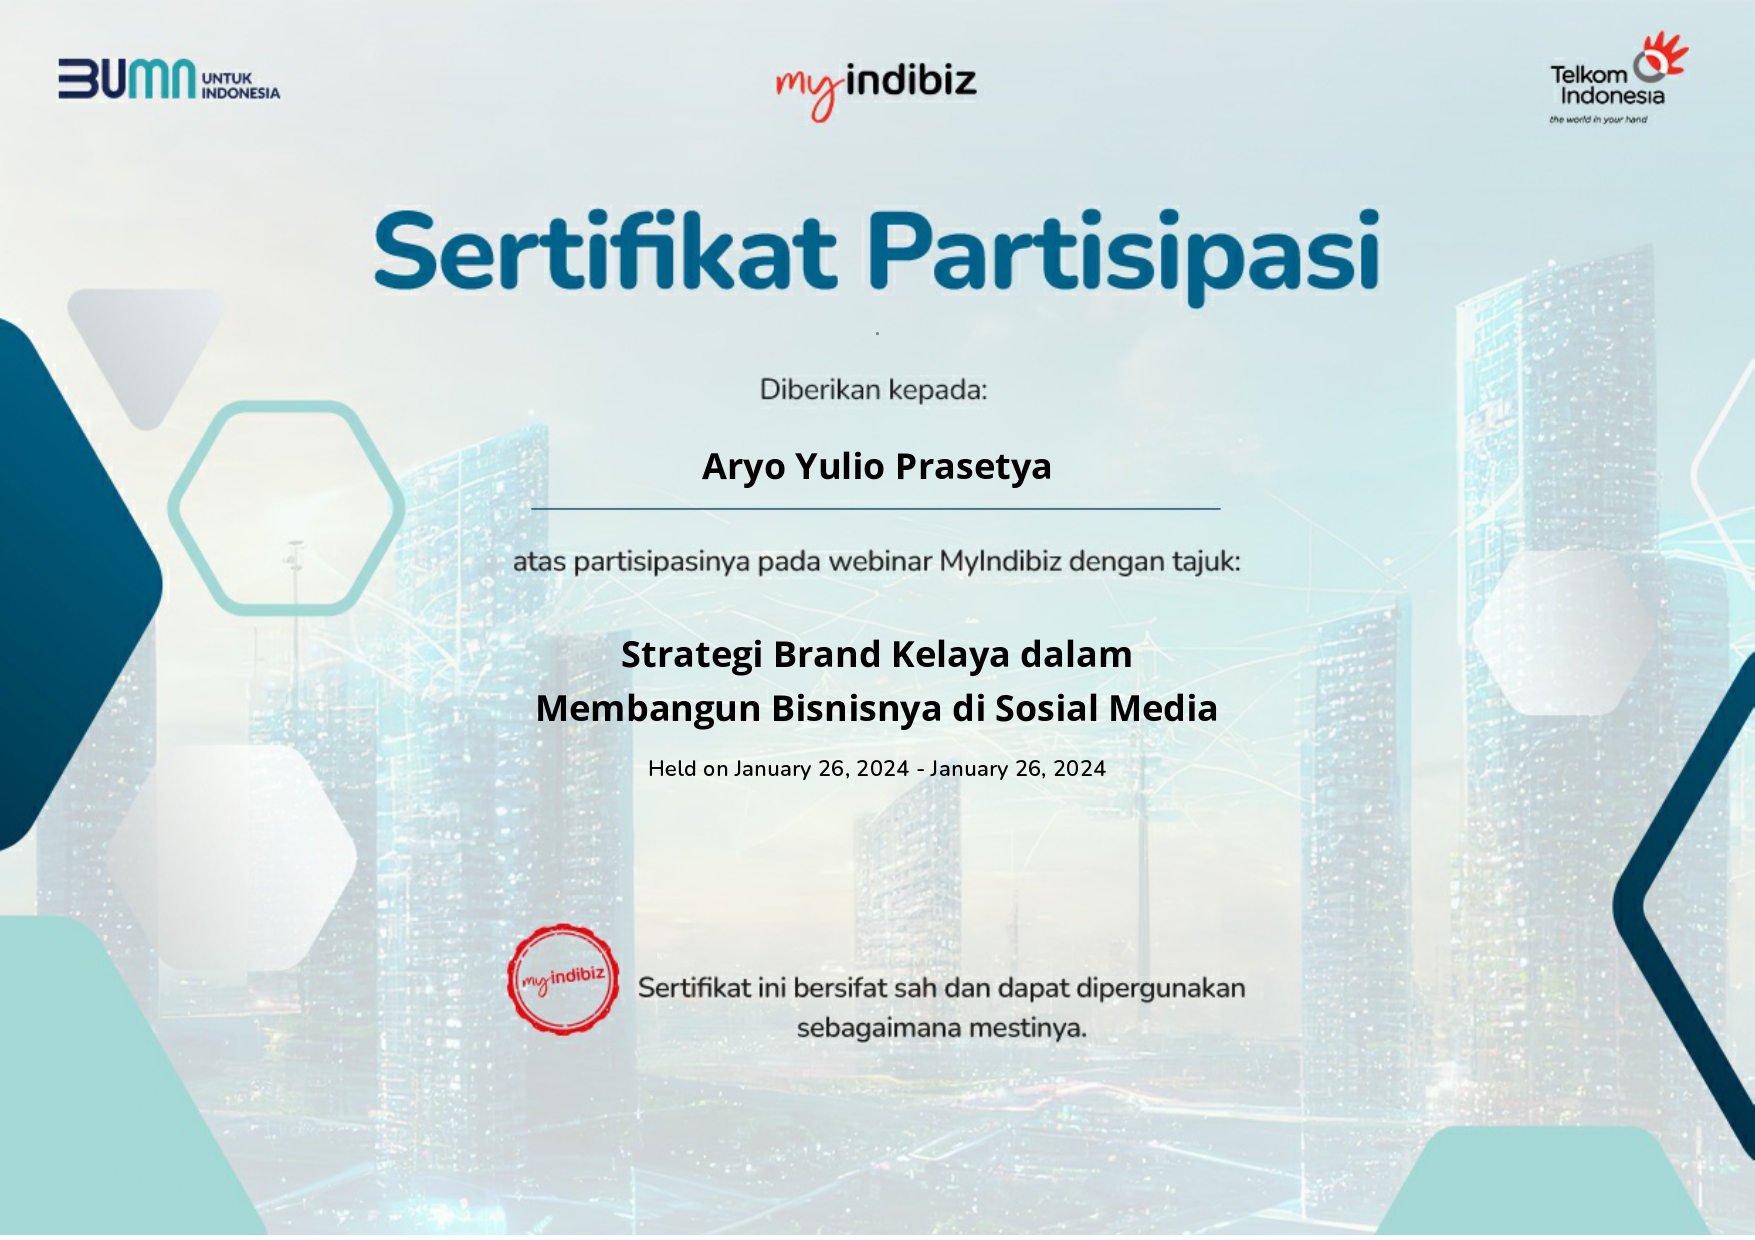 BUMN UNTUK INDONESIA
myindibiz
Telkom Indonesia
the world in your hand
Sertifikat Partisipasi
.
Diberikan kepada:
Aryo Yulio Prasetya
atas partisipasinya pada webinar MyIndibiz dengan tajuk:
Strategi Brand Kelaya dalam
Membangun Bisnisnya di Sosial Media
Held on January 26, 2024 - January 26, 2024
myindibiz
Sertifikat ini bersifat sah dan dapat dipergunakan
sebagaimana mestinya.